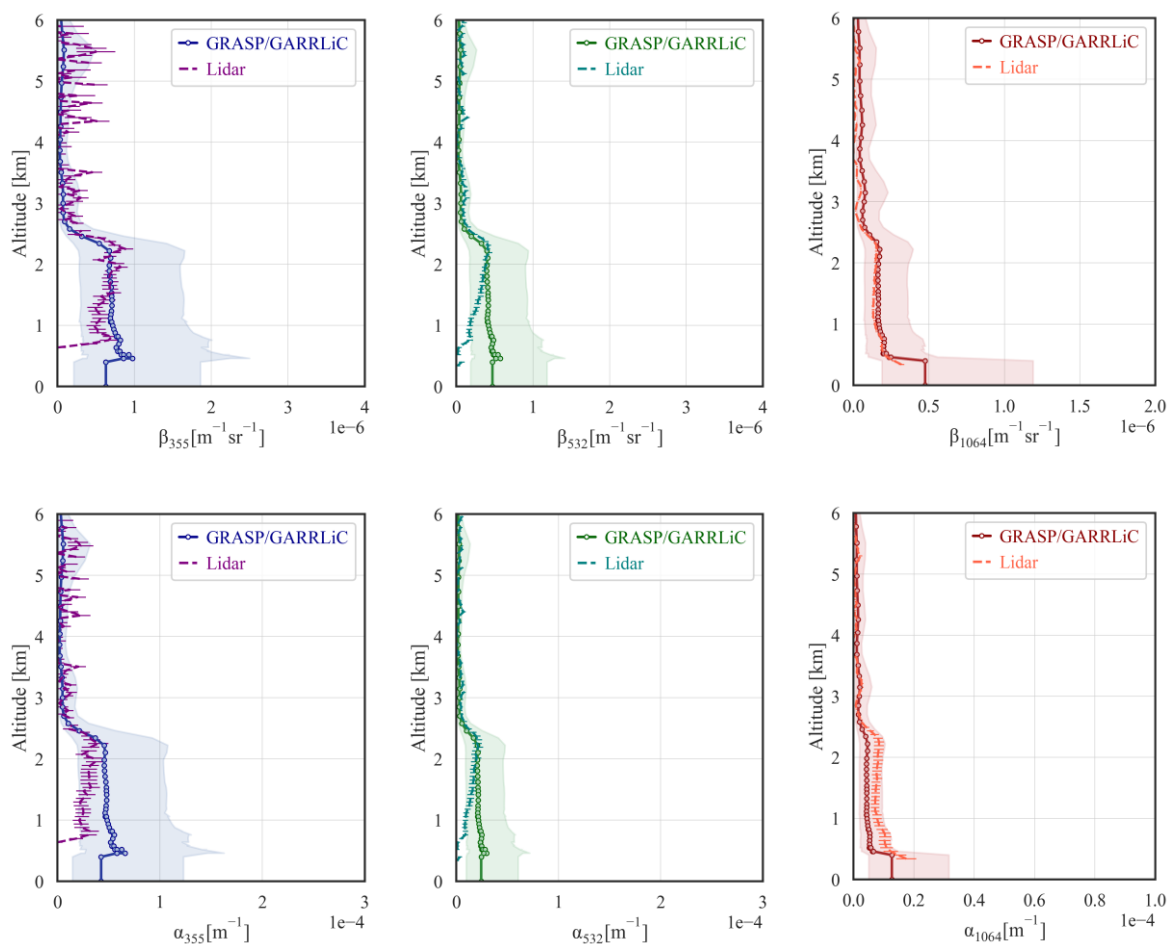 6
5
4
3
2
1
0
Altitude [km]
GRASP/GARRLiC
Lidar
0 1 2 3 4
1e−6
β355[m−1sr−1]
6
5
4
3
2
1
0
Altitude [km]
GRASP/GARRLiC
Lidar
0 1 2 3 4
1e−6
β532[m−1sr−1]
6
5
4
3
2
1
0
Altitude [km]
GRASP/GARRLiC
Lidar
0.0 0.5 1.0 1.5 2.0
1e−6
β1064[m−1sr−1]
6
5
4
3
2
1
0
Altitude [km]
GRASP/GARRLiC
Lidar
0 1 2 3
1e−4
α355[m−1]
6
5
4
3
2
1
0
Altitude [km]
GRASP/GARRLiC
Lidar
0 1 2 3
1e−4
α532[m−1]
6
5
4
3
2
1
0
Altitude [km]
GRASP/GARRLiC
Lidar
0.0 0.2 0.4 0.6 0.8 1.0
1e−4
α1064[m−1]